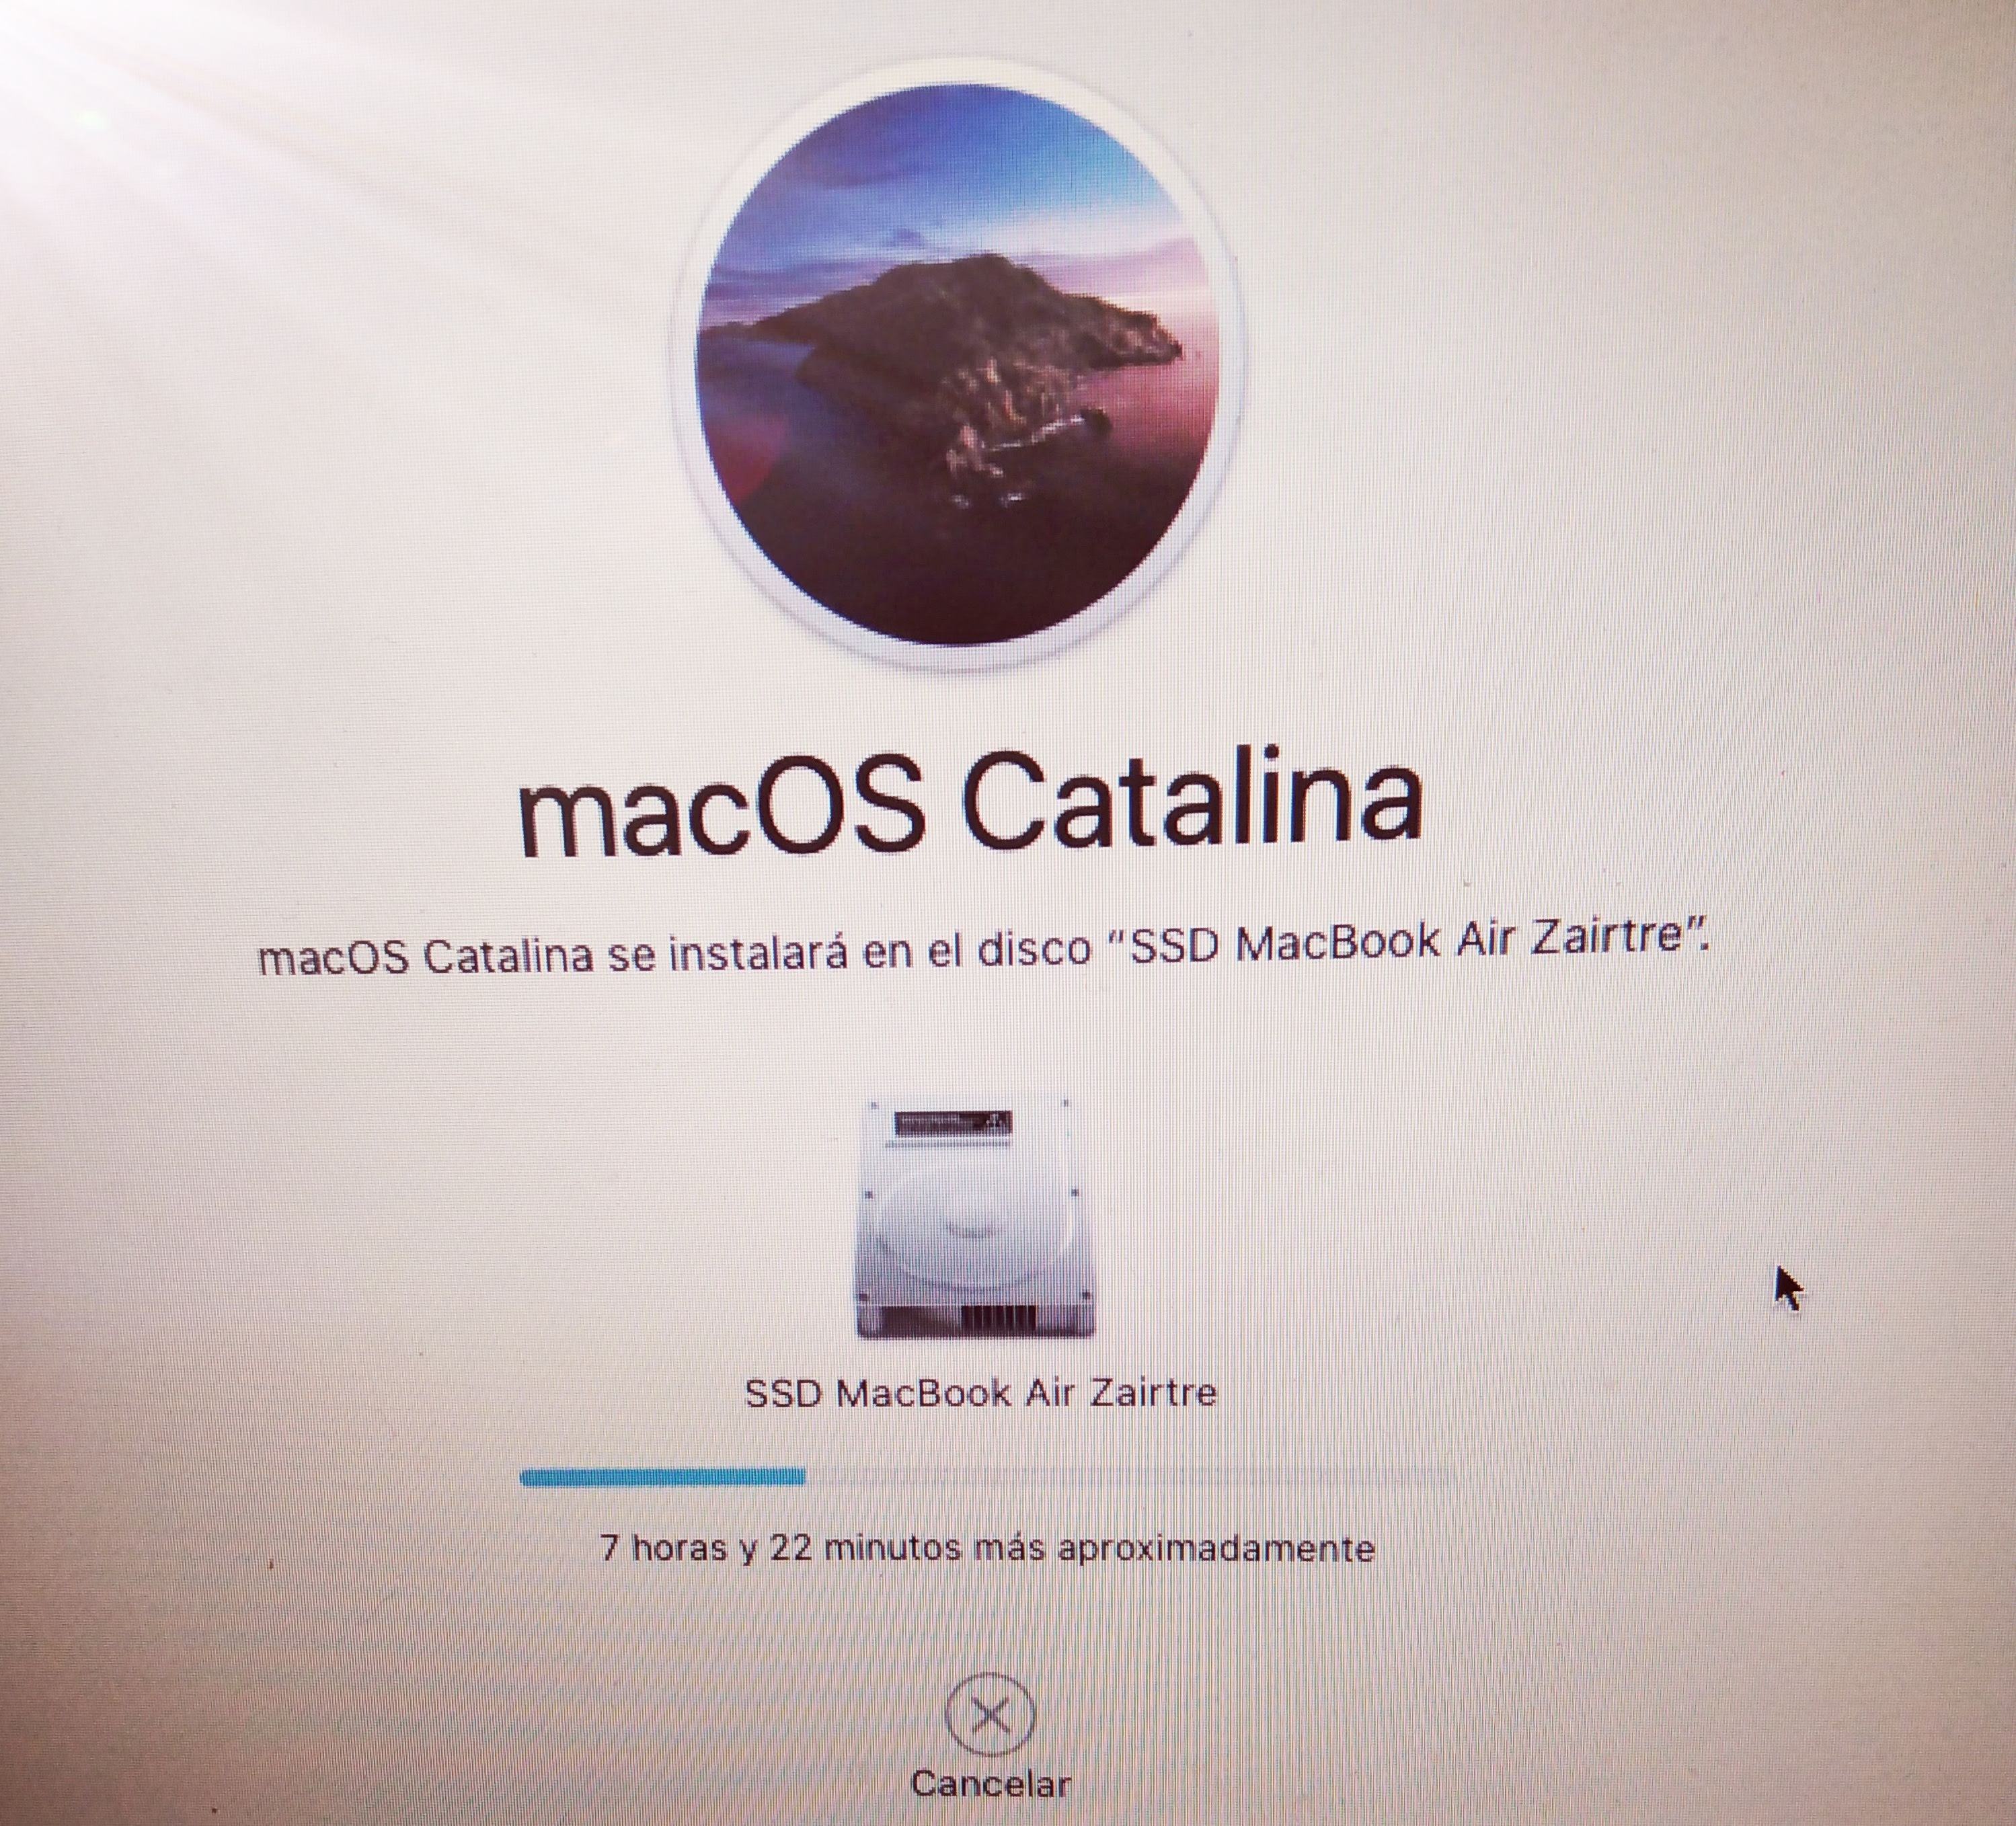 macOS Catalina
macOS Catalina se instalará en el disco “SSD MacBook Air Zairtre”.
SSD MacBook Air Zairtre
7 horas y 22 minutos más aproximadamente
Cancelar